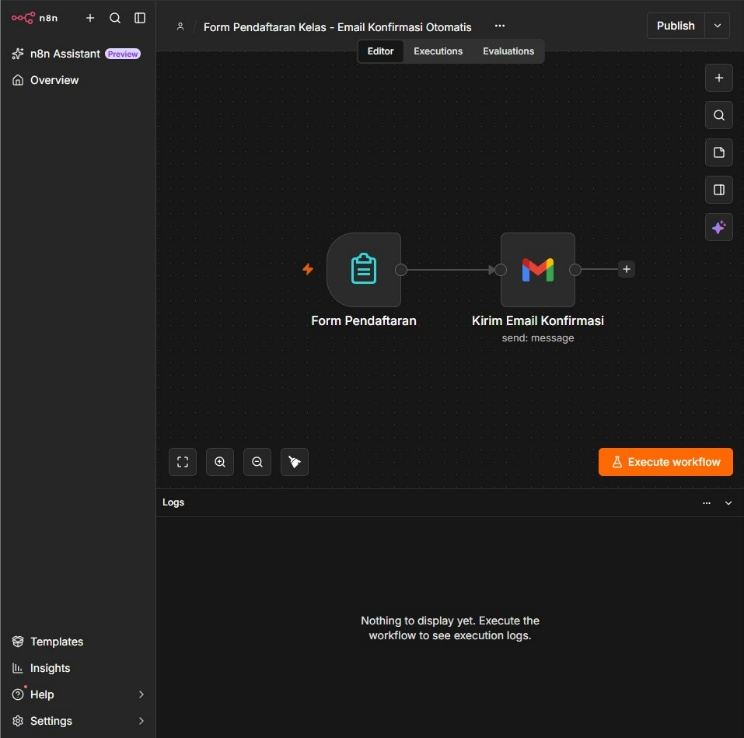 n8n
n8n Assistant Preview
Overview
Form Pendaftaran Kelas - Email Konfirmasi Otomatis
Publish
Editor Executions Evaluations
Form Pendaftaran
Kirim Email Konfirmasi
send: message
Execute workflow
Logs
Nothing to display yet. Execute the
workflow to see execution logs.
Templates
Insights
Help
Settings